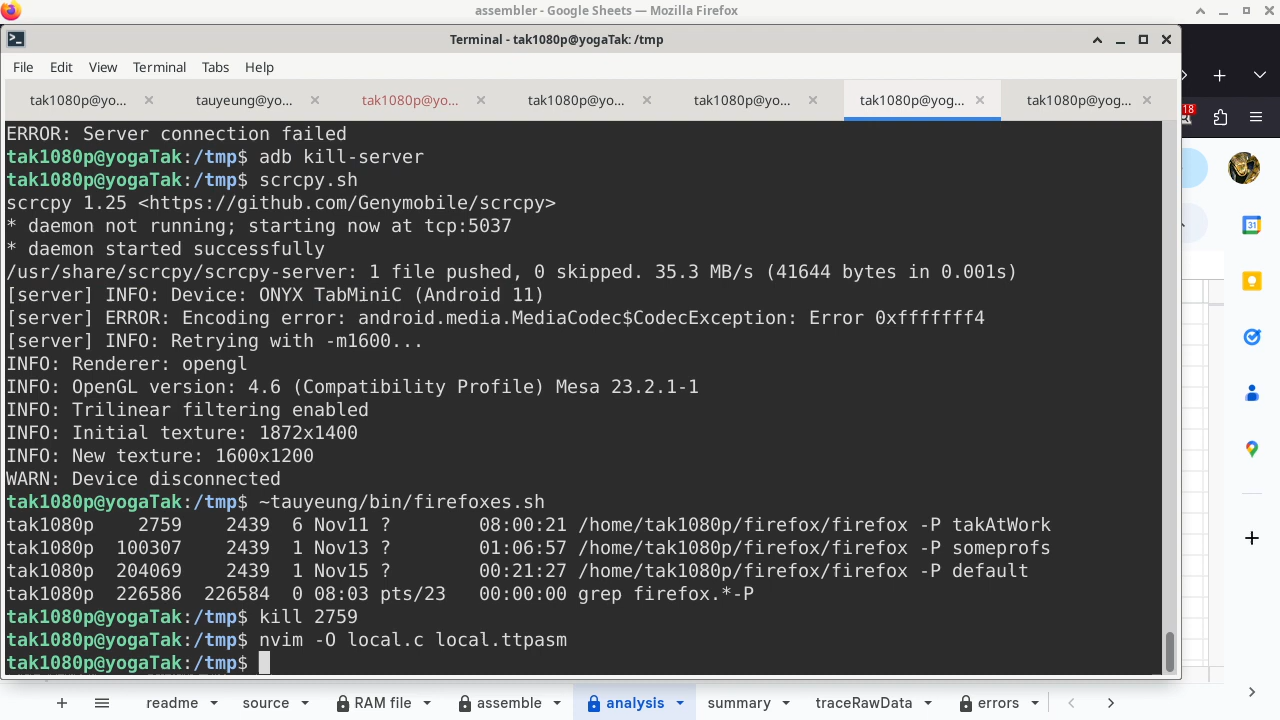 assembler - Google Sheets — Mozilla Firefox
Terminal - tak1080p@yogaTak: /tmp
File Edit View Terminal Tabs Help
tak1080p@yo... tauyeung@yo... tak1080p@yo... tak1080p@yo... tak1080p@yo... tak1080p@yog... tak1080p@yog...
18
ERROR: Server connection failed
tak1080p@yogaTak:/tmp$ adb kill-server
tak1080p@yogaTak:/tmp$ scrcpy.sh
scrcpy 1.25 <https://github.com/Genymobile/scrcpy>
* daemon not running; starting now at tcp:5037
* daemon started successfully
/usr/share/scrcpy/scrcpy-server: 1 file pushed, 0 skipped. 35.3 MB/s (41644 bytes in 0.001s)
[server] INFO: Device: ONYX TabMiniC (Android 11)
[server] ERROR: Encoding error: android.media.MediaCodec$CodecException: Error 0xfffffff4
[server] INFO: Retrying with -m1600...
INFO: Renderer: opengl
INFO: OpenGL version: 4.6 (Compatibility Profile) Mesa 23.2.1-1
INFO: Trilinear filtering enabled
INFO: Initial texture: 1872x1400
INFO: New texture: 1600x1200
WARN: Device disconnected
tak1080p@yogaTak:/tmp$ ~tauyeung/bin/firefoxes.sh
tak1080p    2759    2439  6 Nov11 ?        08:00:21 /home/tak1080p/firefox/firefox -P takAtWork
tak1080p  100307    2439  1 Nov13 ?        01:06:57 /home/tak1080p/firefox/firefox -P someprofs
tak1080p  204069    2439  1 Nov15 ?        00:21:27 /home/tak1080p/firefox/firefox -P default
tak1080p  226586  226584  0 08:03 pts/23   00:00:00 grep firefox.*-P
tak1080p@yogaTak:/tmp$ kill 2759
tak1080p@yogaTak:/tmp$ nvim -O local.c local.ttpasm
tak1080p@yogaTak:/tmp$
31
readme source RAM file assemble analysis summary traceRawData errors